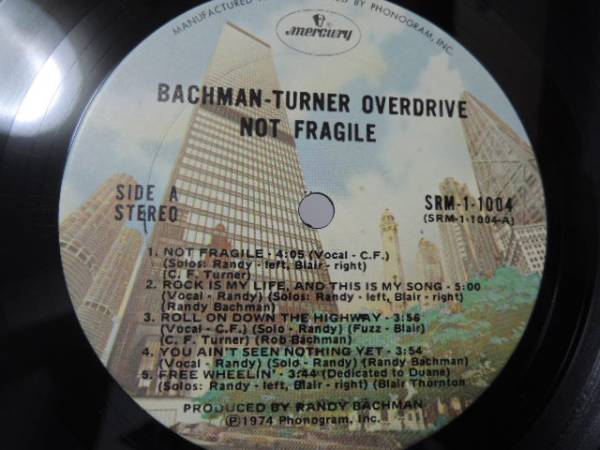 MANUFACTURED BY PHONOGRAM, INC.
mercury
BACHMAN-TURNER OVERDRIVE
NOT FRAGILE
SIDE A
STEREO
SRM-1-1004
(SRM-1-1004-A)
1. NOT FRAGILE - 4:05 (Vocal - C.F.)
(Solos: Randy - left, Blair - right)
(C. F. Turner)
2. ROCK IS MY LIFE, AND THIS IS MY SONG - 5:00
(Vocal - Randy) (Solos: Randy - left, Blair - right)
(Randy Bachman)
3. ROLL ON DOWN THE HIGHWAY - 3:56
(Vocal - C.F.) (Solo - Randy) (Fuzz - Blair)
(C. F. Turner) (Rob Bachman)
4. YOU AIN'T SEEN NOTHING YET - 3:54
(Vocal - Randy) (Solo - Randy) (Randy Bachman)
5. FREE WHEELIN' - 3:44 (Dedicated to Duane)
(Solos: Randy - left, Blair - right) (Blair Thornton
PRODUCED BY RANDY BACHMAN
Ⓟ1974 Phonogram, Inc.